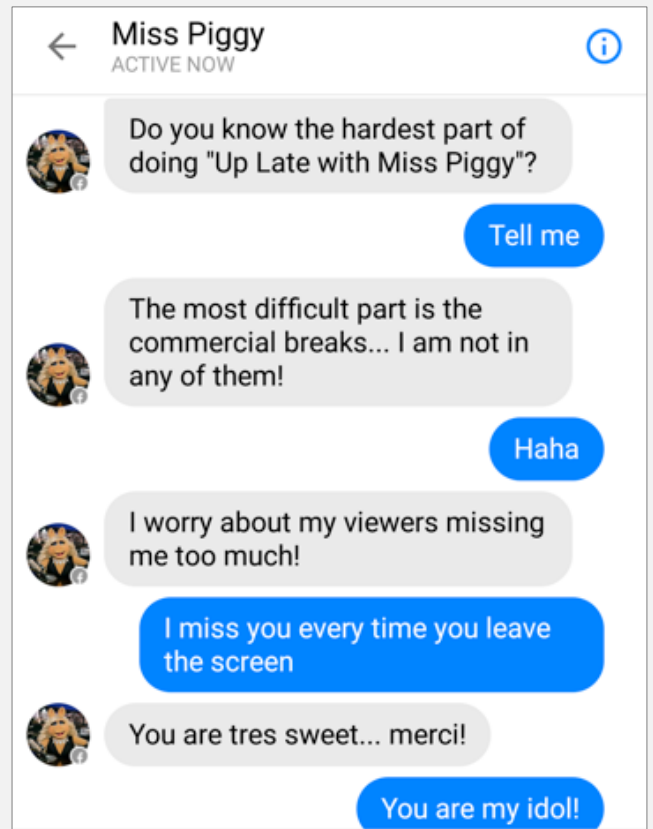 Miss Piggy
ACTIVE NOW
Do you know the hardest part of
doing "Up Late with Miss Piggy"?
Tell me
The most difficult part is the
commercial breaks... I am not in
any of them!
Haha
I worry about my viewers missing
me too much!
I miss you every time you leave
the screen
You are tres sweet... merci!
You are my idol!